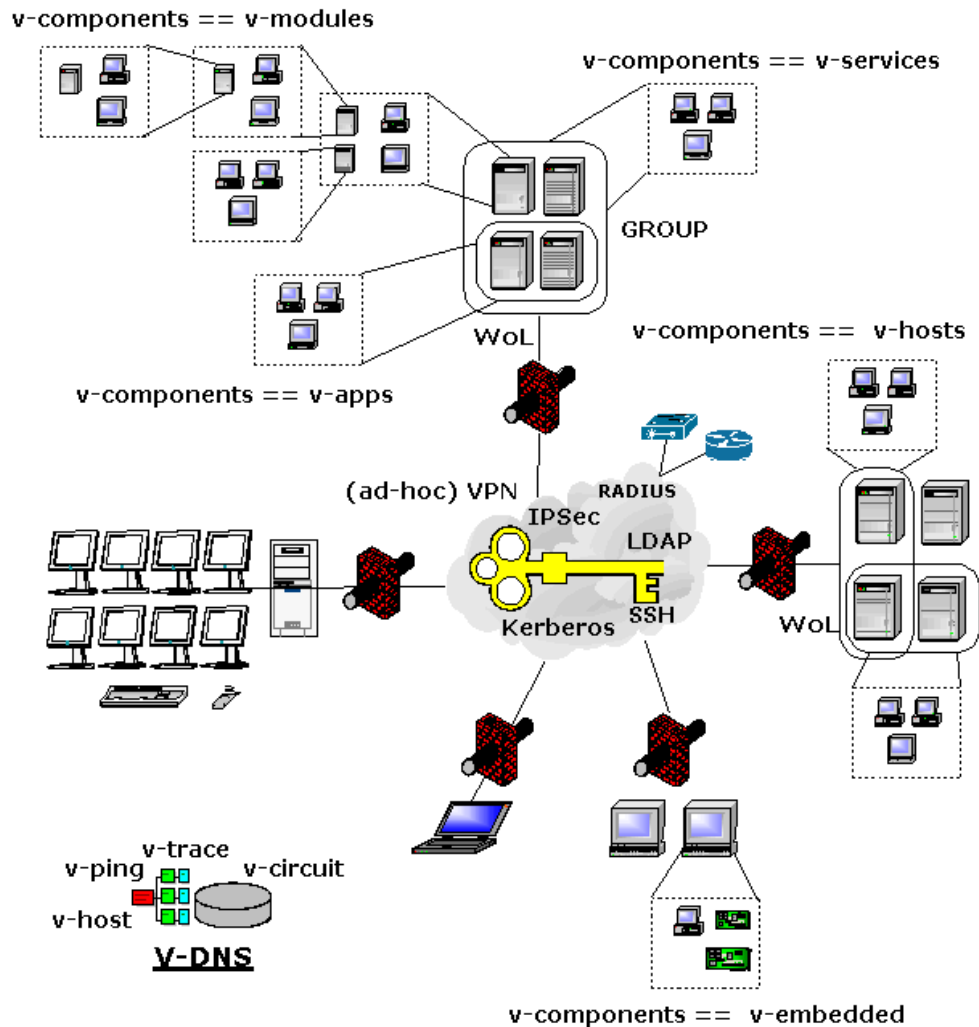 v-components == v-modules
v-components == v-services
GROUP
WoL
v-components == v-hosts
v-components == v-apps
(ad-hoc) VPN
RADIUS
IPSec
LDAP
SSH
Kerberos
WoL
v-trace
v-ping
v-circuit
v-host
V-DNS
v-components == v-embedded